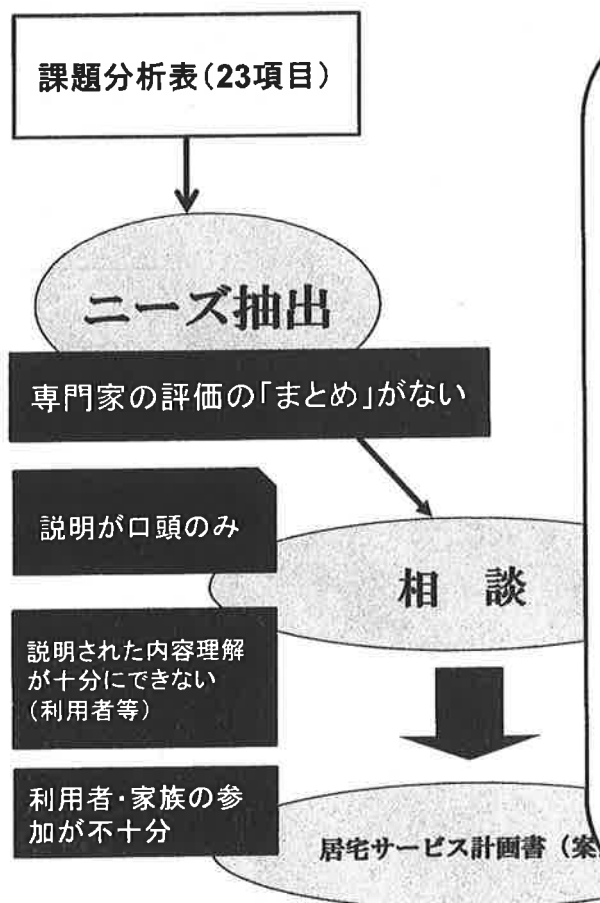 課題分析表（23項目）
ニーズ抽出
専門家の評価の「まとめ」がない
説明が口頭のみ
相　談
説明された内容理解
が十分にできない
（利用者等）
利用者・家族の参
加が不十分
居宅サービス計画書（案